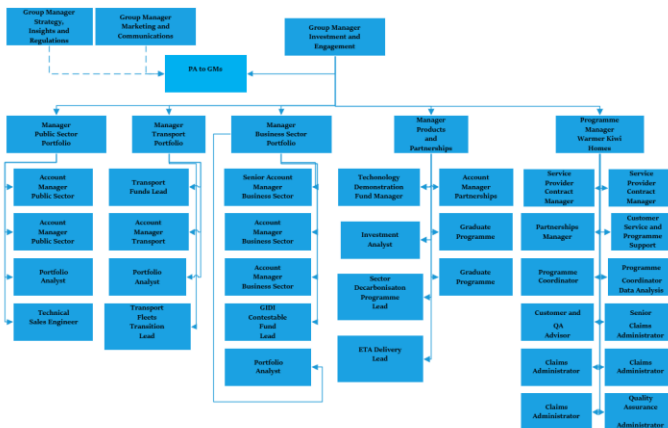 Group Manager
Strategy,
Insights and
Regulations
Group Manager
Marketing and
Communications
Group Manager
Investment and
Engagement
PA to GMs
Manager
Public Sector
Portfolio
Manager
Transport
Portfolio
Manager
Business Sector
Portfolio
Manager
Products
and
Partnerships
Programme
Manager
Warmer Kiwi
Homes
Account
Manager
Public Sector
Account
Manager
Public Sector
Portfolio
Analyst
Technical
Sales Engineer
Transport
Funds Lead
Account
Manager
Transport
Portfolio
Analyst
Transport
Fleets
Transition
Lead
Senior Account
Manager
Business Sector
Account
Manager
Business Sector
Account
Manager
Business Sector
GIDI
Contestable
Fund
Lead
Portfolio
Analyst
Techonology
Demonstration
Fund Manager
Investment
Analyst
Sector
Decarbonisaton
Programme
Lead
ETA Delivery
Lead
Account
Manager
Partnerships
Graduate
Programme
Graduate
Programme
Service
Provider
Contract
Manager
Partnerships
Manager
Programme
Coordinator
Customer and
QA
Advisor
Claims
Administrator
Claims
Administrator
Service
Provider
Contract
Manager
Customer
Service and
Programme
Support
Programme
Coordinator
Data Analysio
Senior
Claims
Administrator
Claims
Administrator
Quality
Assurance
Administrator